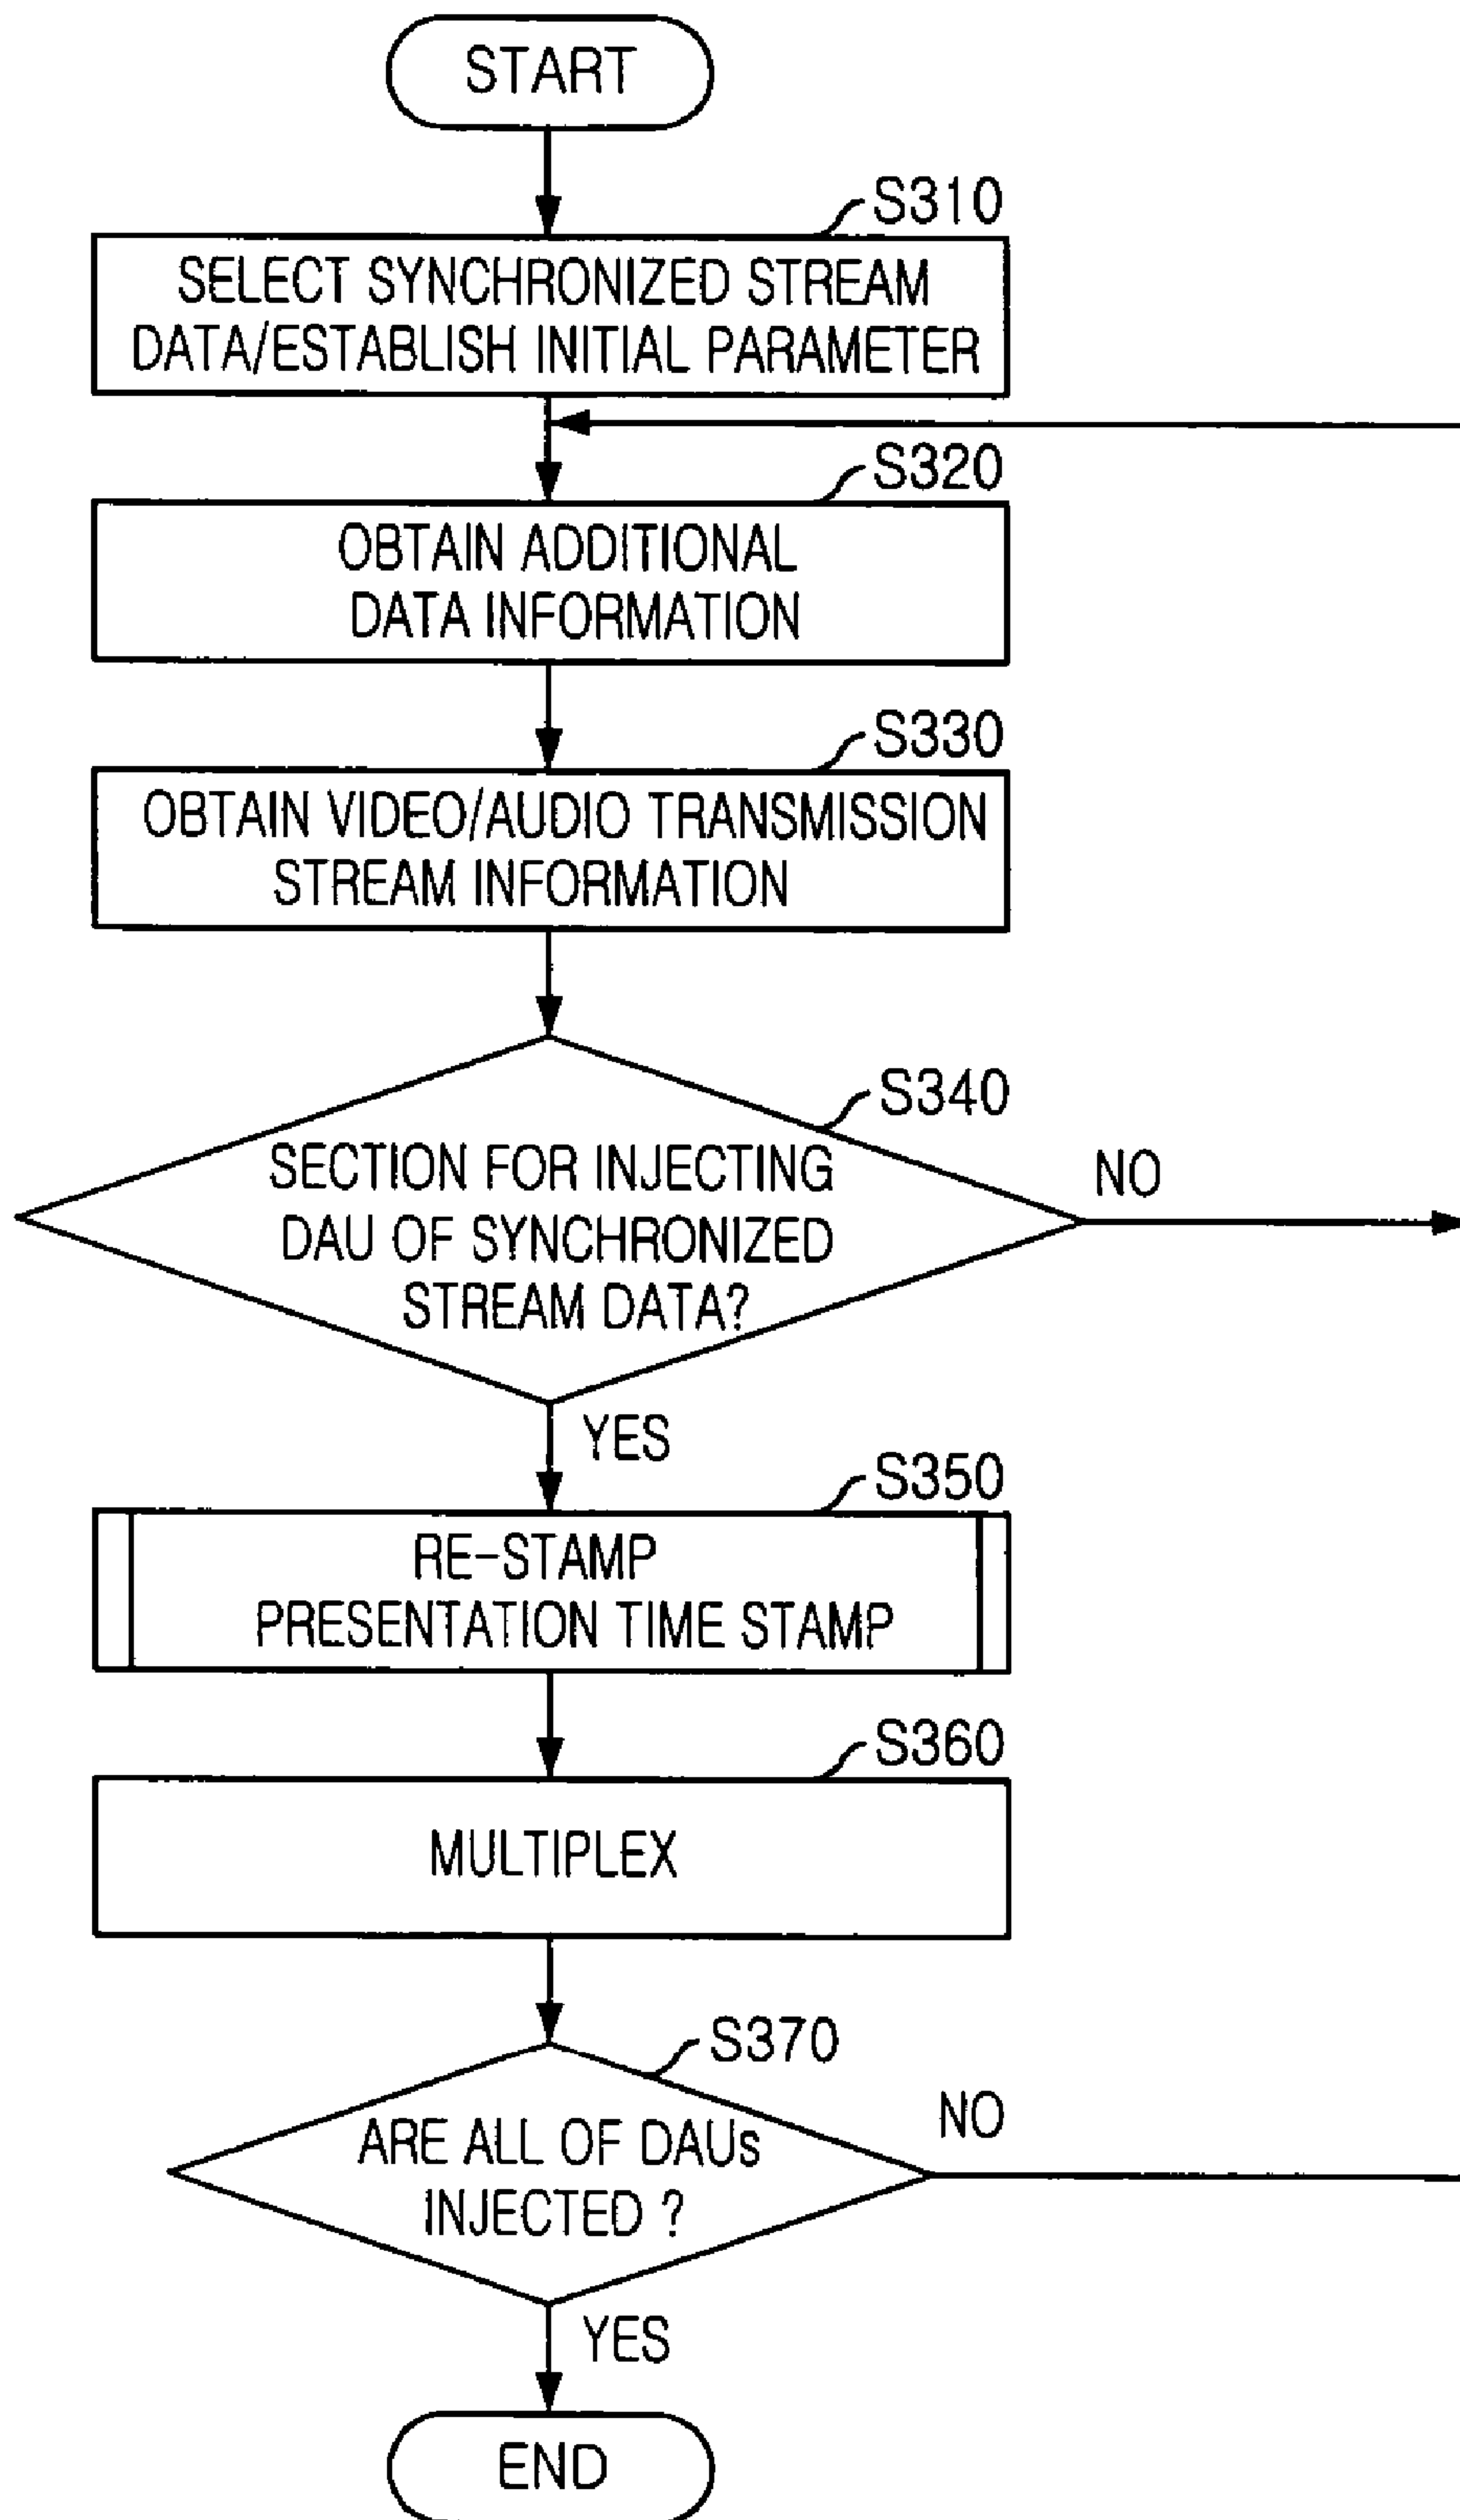 START
S310
SELECT SYNCHRONIZED STREAM
DATA/ESTABLISH INITIAL PARAMETER
S320
OBTAIN ADDITIONAL
DATA INFORMATION
S330
OBTAIN VIDEO/AUDIO TRANSMISSION
STREAM INFORMATION
S340
SECTION FOR INJECTING
DAU OF SYNCHRONIZED
STREAM DATA?
NO
YES
S350
RE-STAMP
PRESENTATION TIME STAMP
S360
MULTIPLEX
S370
ARE ALL OF DAUs
INJECTED ?
NO
YES
END